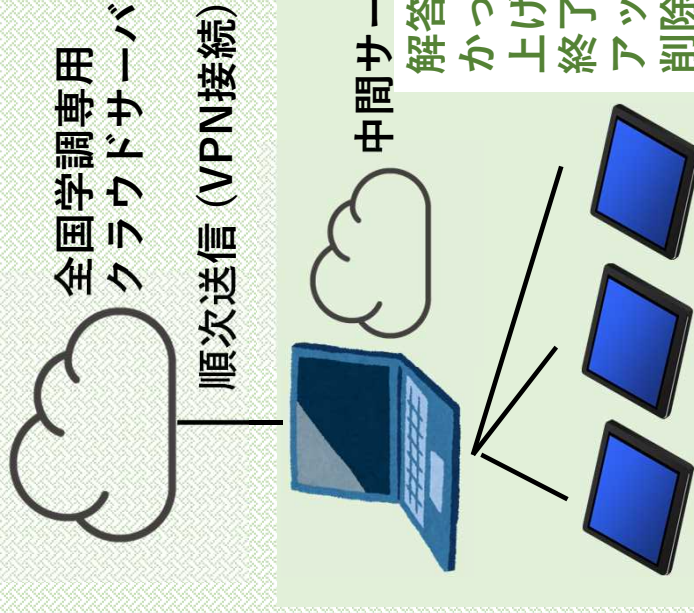 全国学調専用
クラウドサーバ
順次送信（VPN接続）
中間サー
解答
かっ
上げ
終了
アッ
削除